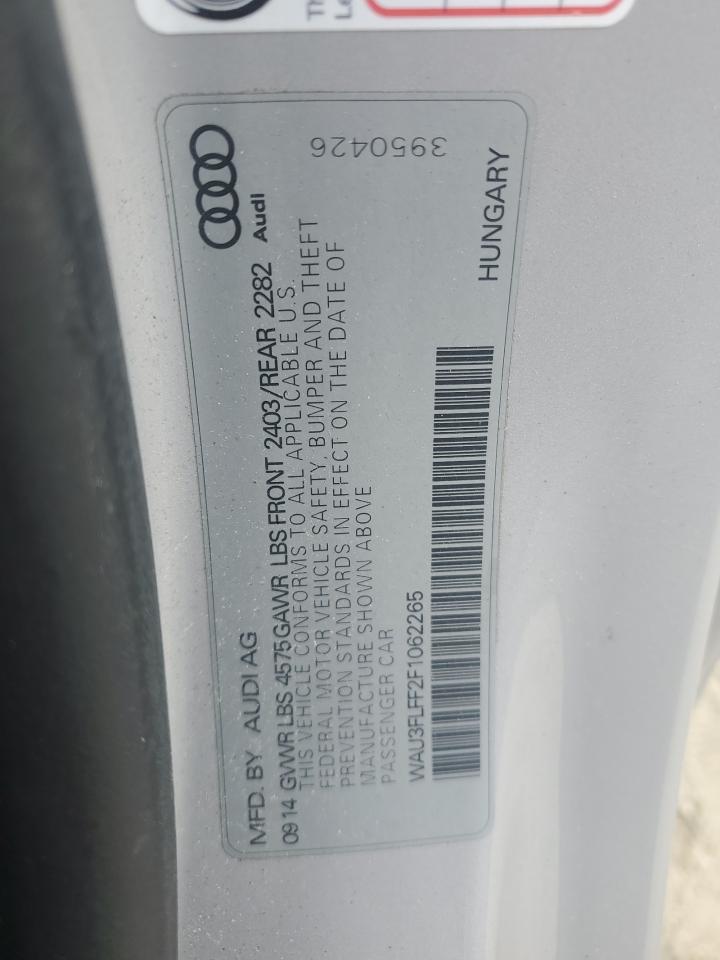 Th
Le
MFD. BY AUDI AG
Audi
3950426
0914 GVWR LBS 4575 GAWR LBS FRONT 2403/REAR 2282
THIS VEHICLE CONFORMS TO ALL APPLICABLE U.S.
FEDERAL MOTOR VEHICLE SAFETY, BUMPER AND THEFT
PREVENTION STANDARDS IN EFFECT ON THE DATE OF
MANUFACTURE SHOWN ABOVE
PASSENGER CAR
WAU3FLFF2F1062265
HUNGARY